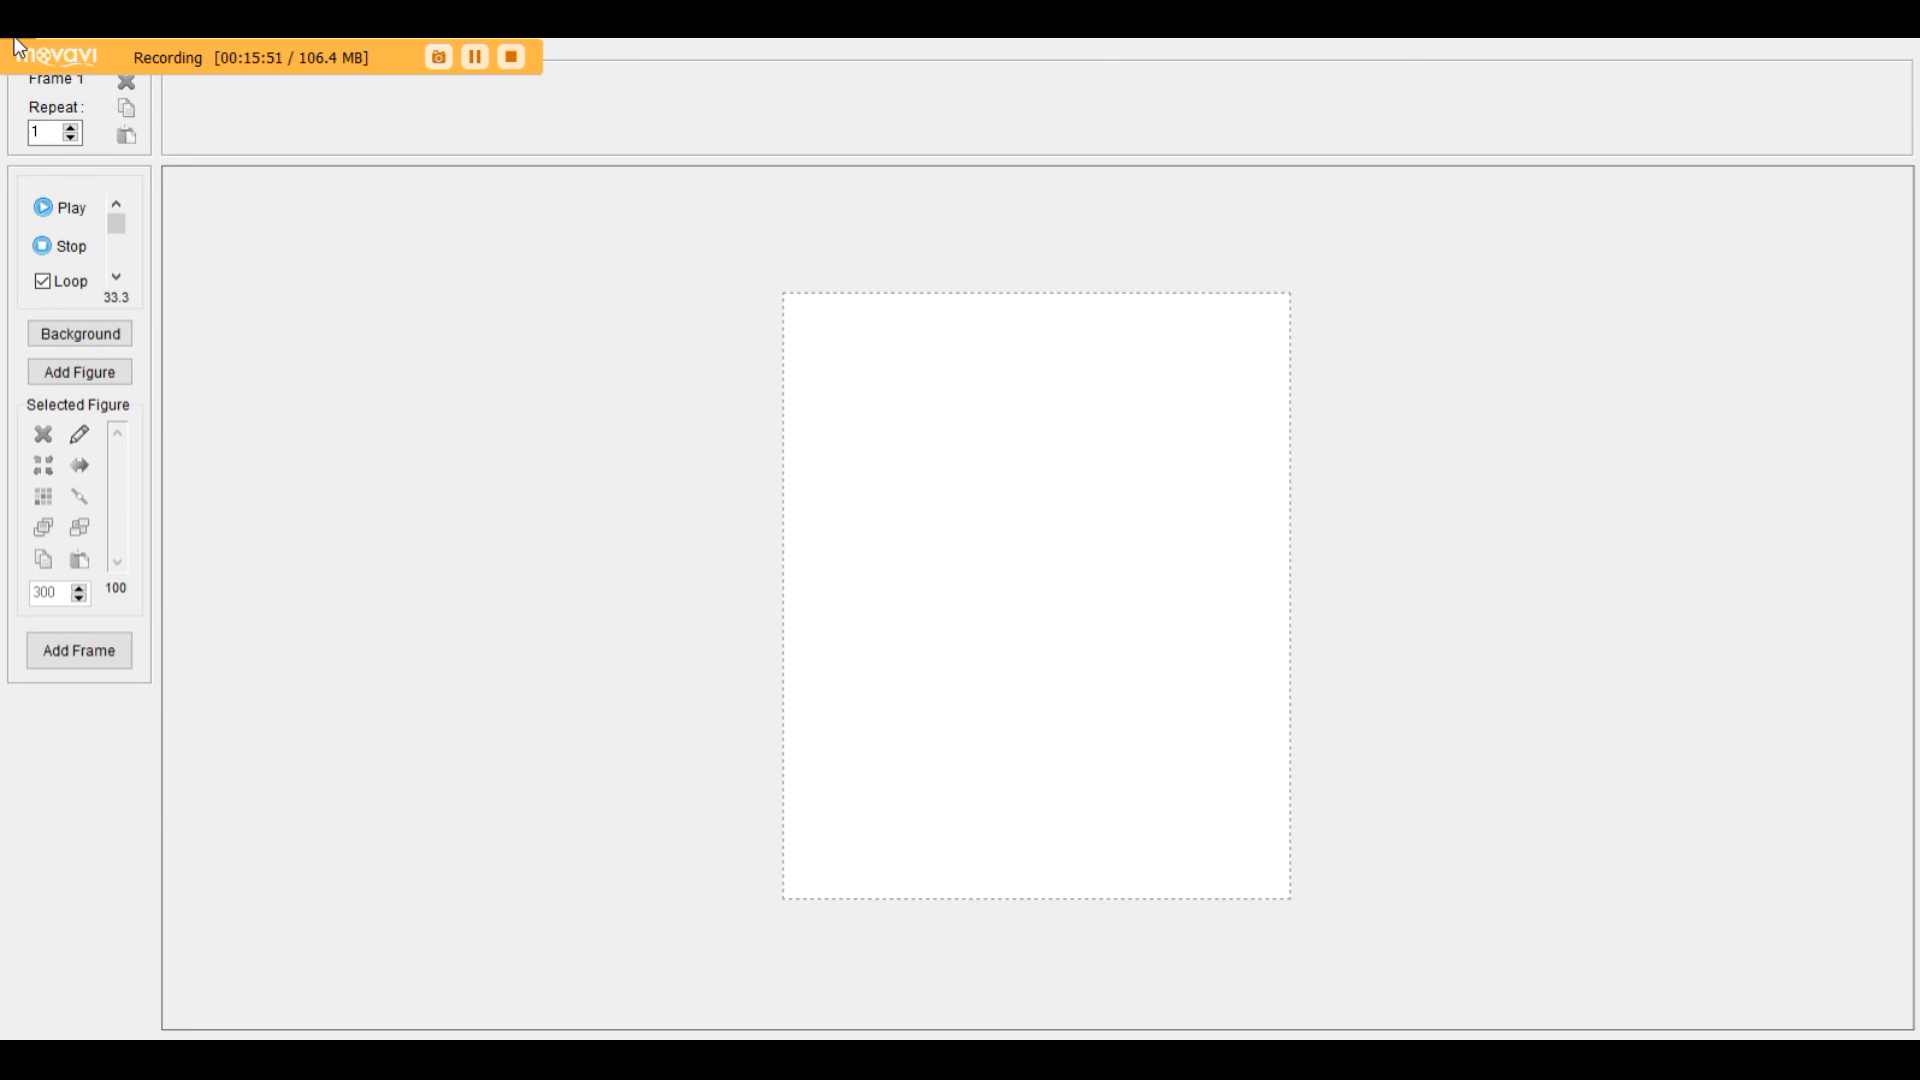 movavi Recording [00:15:51 / 106.4 MB]
Frame 1
Repeat:
1
Play
Stop
Loop
33.3
Background
Add Figure
Selected Figure
300 100
Add Frame